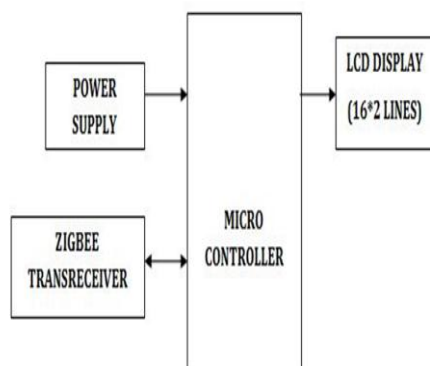 POWER
SUPPLY
LCD DISPLAY
(16*2 LINES)
MICRO
CONTROLLER
ZIGBEE
TRANSRECEIVER